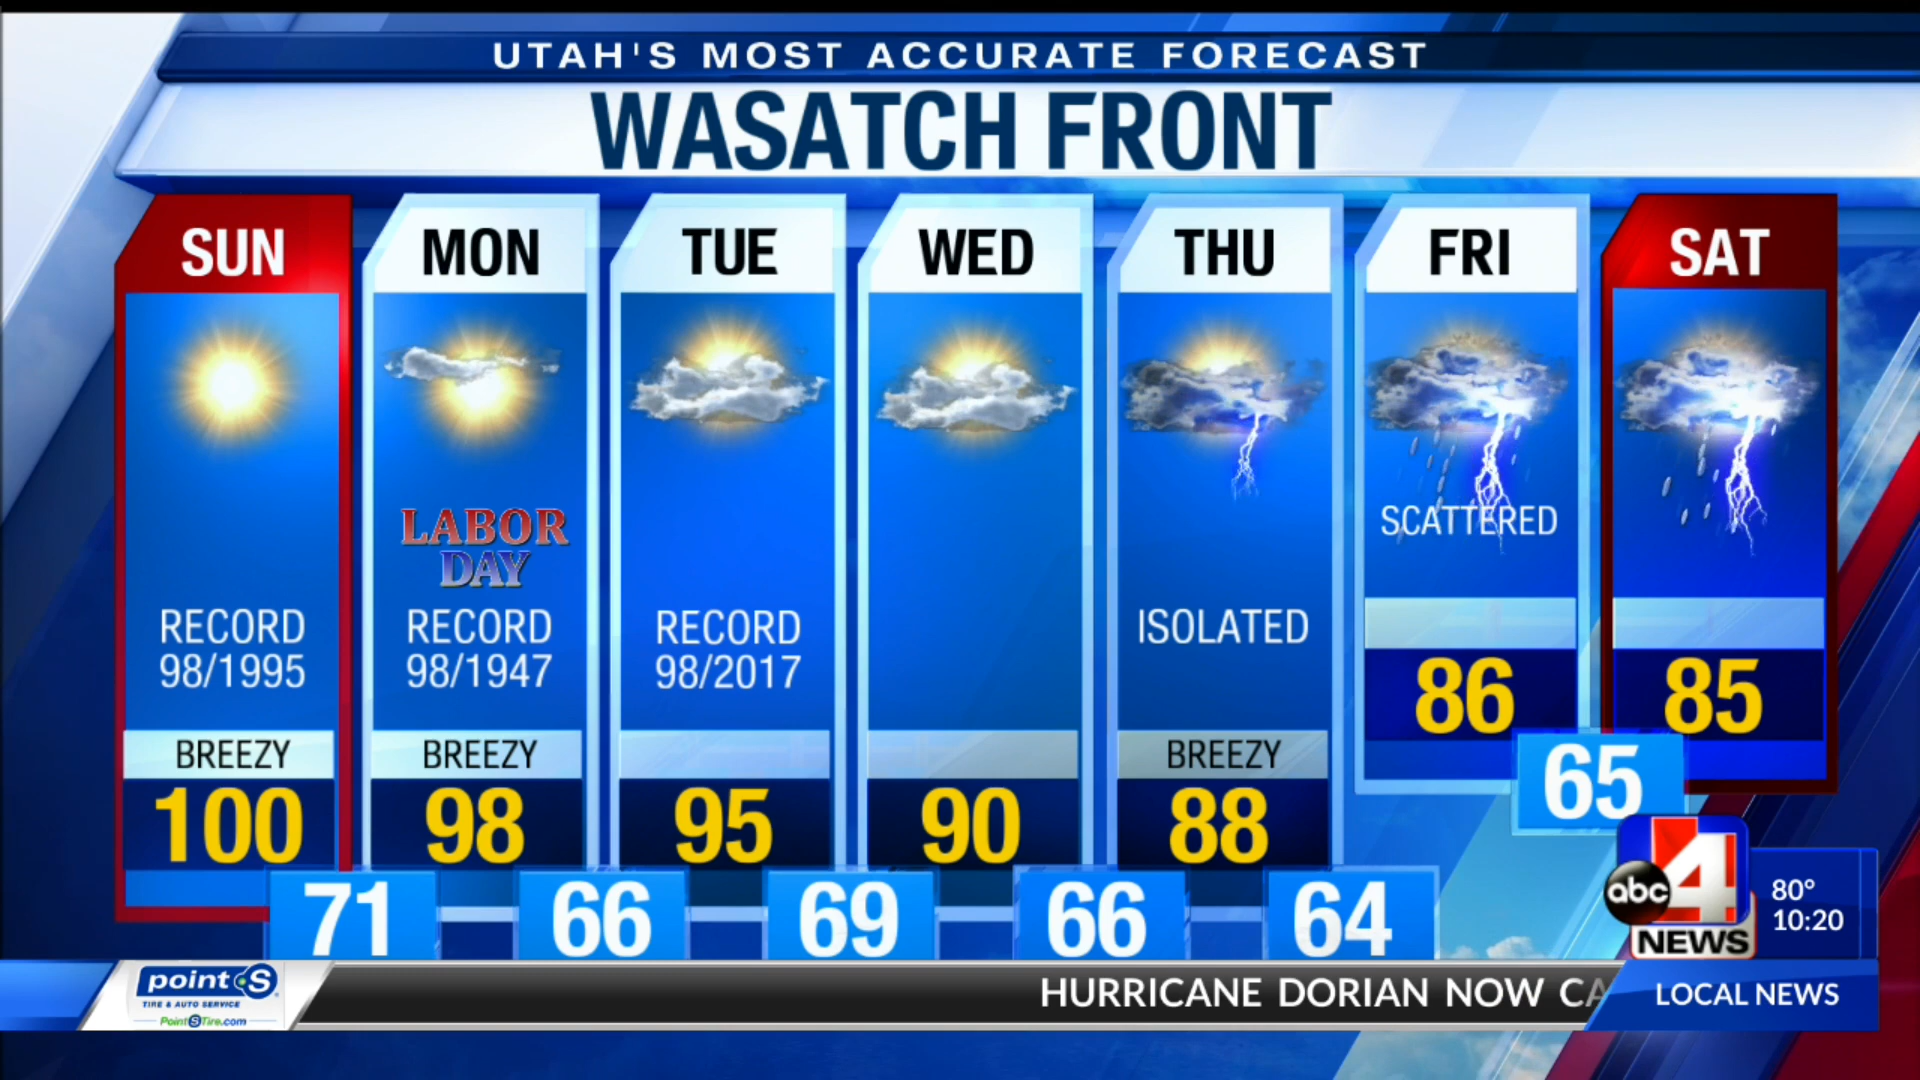 UTAH'S MOST ACCURATE FORECAST
WASATCH FRONT
SUN
MON
TUE
WED
THU
FRI
SAT
LABOR
DAY
SCATTERED
RECORD
98/1995
RECORD
98/1947
RECORD
98/2017
ISOLATED
BREEZY
BREEZY
BREEZY
100
98
95
90
88
86
85
71
66
69
66
64
65
abc
4
NEWS
80°
10:20
point S
TIRE & AUTO SERVICE
PointSTire.com
HURRICANE DORIAN NOW CA
LOCAL NEWS